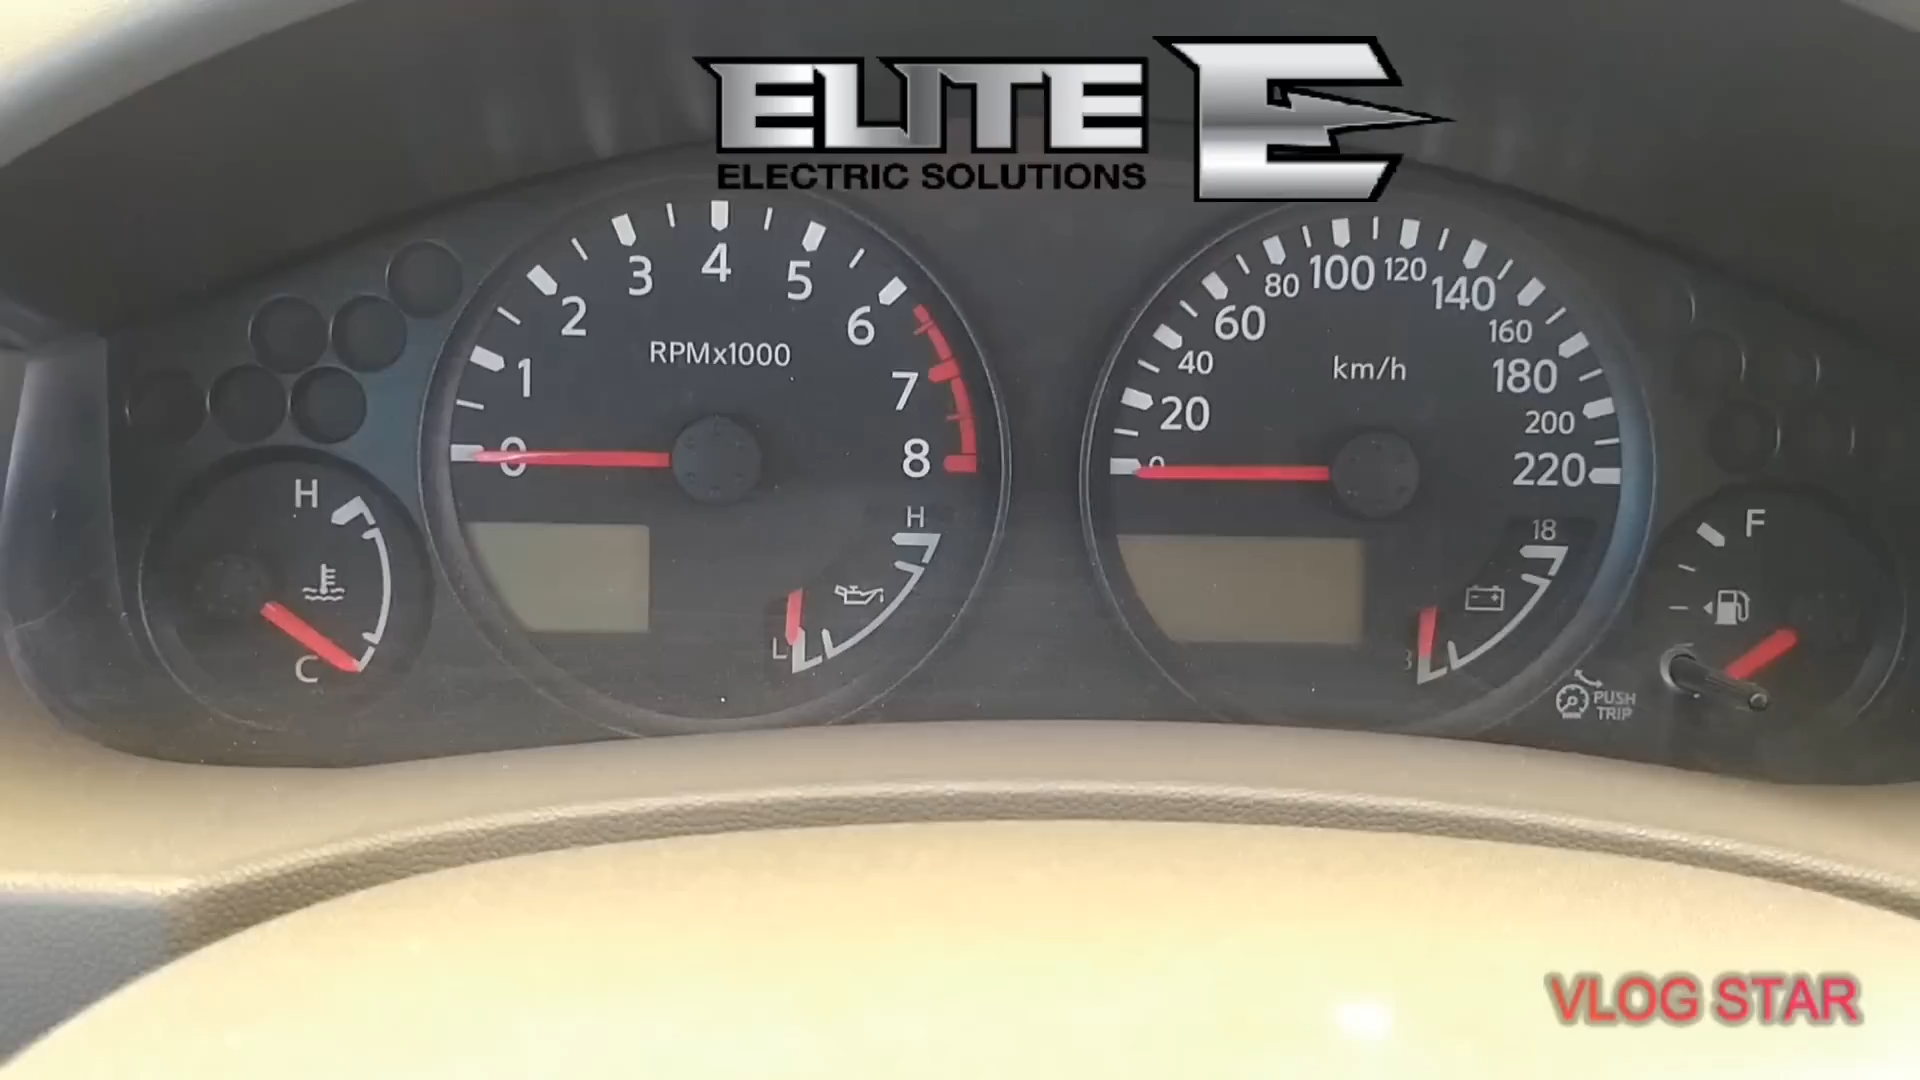 ELITE E
ELECTRIC SOLUTIONS
0 1 2 3 4 5 6 7 8
RPMx1000
H
C
H
L
0 20 40 60 80 100 120 140 160 180 200 220
km/h
18
F
PUSH
TRIP
VLOG STAR